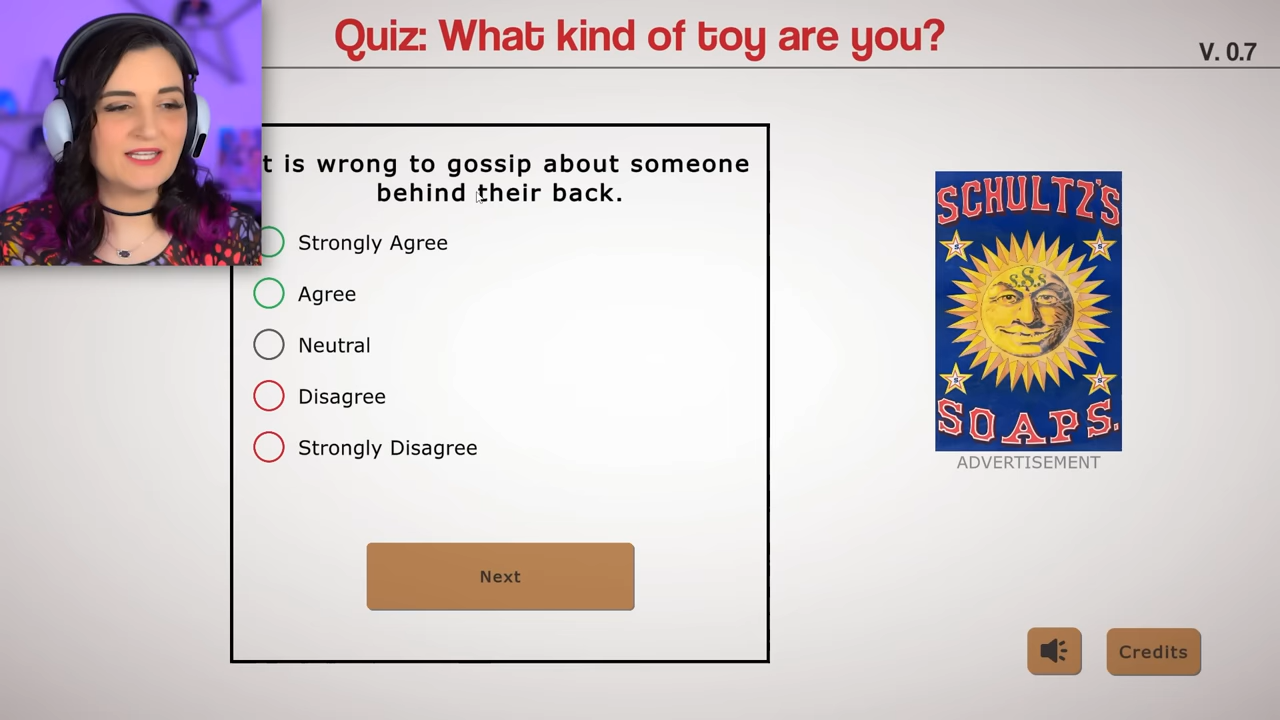 Quiz: What kind of toy are you?
V. 0.7
t is wrong to gossip about someone
behind their back.
Strongly Agree
Agree
Neutral
Disagree
Strongly Disagree
Next
SCHULTZ'S
S.S.S
SOAPS.
ADVERTISEMENT
Credits